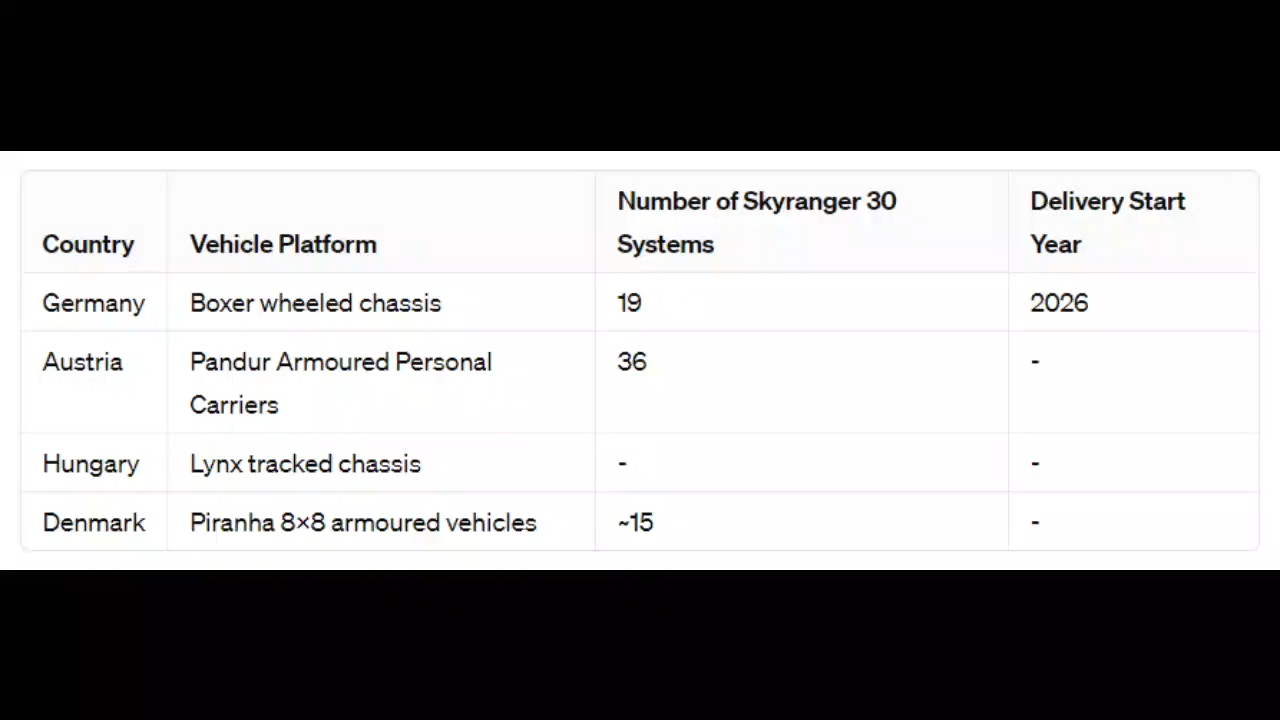 Number of Skyranger 30 Delivery Start
Country Vehicle Platform Systems Year
Germany Boxer wheeled chassis 19 2026
Austria Pandur Armoured Personal 36 -
Carriers
Hungary Lynx tracked chassis - -
Denmark Piranha 8×8 armoured vehicles ~15 -